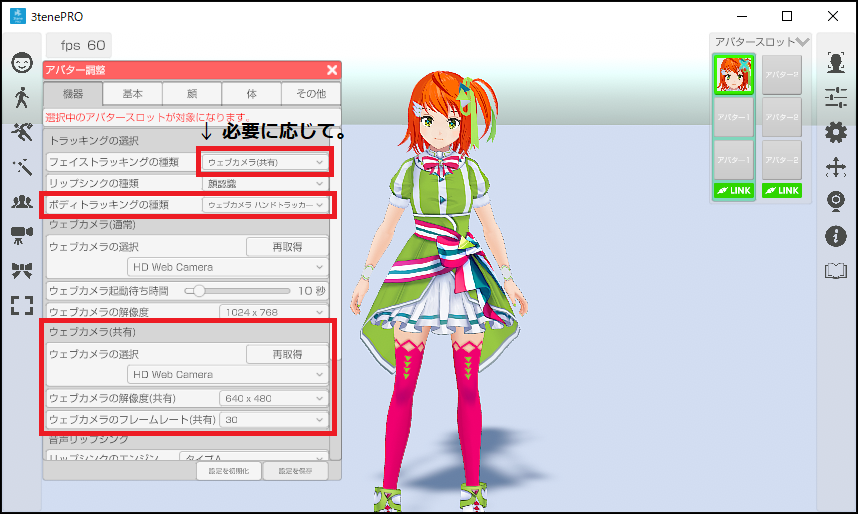 3tenePRO
fps 60
アバター調整
機器 基本 顔 体 その他
選択中のアバタースロットが対象になります。
↓ 必要に応じて。
トラッキングの選択
フェイストラッキングの種類 ウェブカメラ(共有)
リップシンクの種類 顔認識
ボディトラッキングの種類 ウェブカメラ ハンドトラッカー
ウェブカメラ(通常)
ウェブカメラの選択 再取得
HD Web Camera
ウェブカメラ起動待ち時間 10 秒
ウェブカメラの解像度 1024 x 768
ウェブカメラ(共有)
ウェブカメラの選択 再取得
HD Web Camera
ウェブカメラの解像度(共有) 640 x 480
ウェブカメラのフレームレート(共有) 30
音声リップシンク
リップシンクのエンジン タイプA
設定を初期化 設定を保存
アバタースロット
アバター2
アバター1 アバター2
アバター1 アバター2
LINK LINK